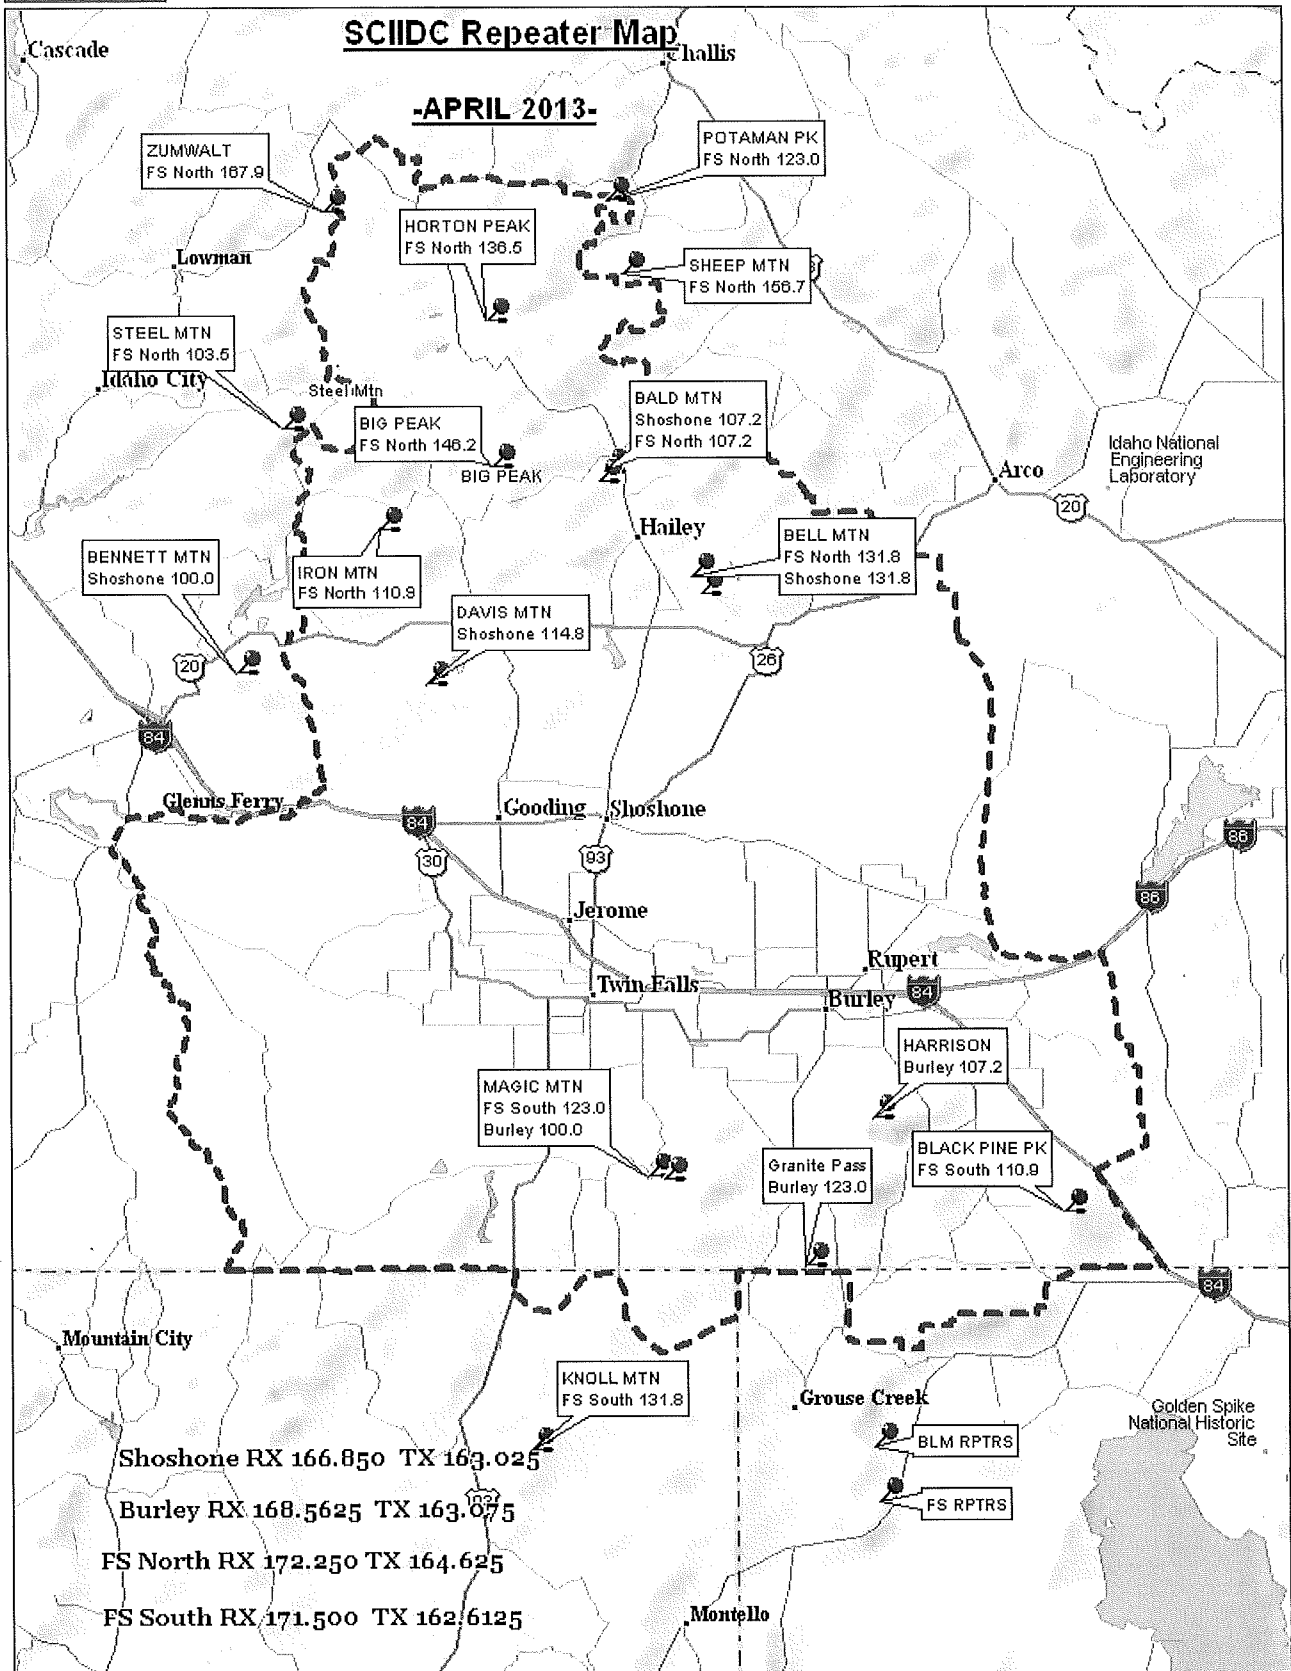 SCIIDC Repeater Map
Cascade
Challis
-APRIL 2013-
ZUMWALT
FS North 167.9
POTAMAN PK
FS North 123.0
HORTON PEAK
FS North 136.5
Lowman
SHEEP MTN
FS North 156.7
STEEL MTN
FS North 103.5
Idaho City
Steel Mtn
BALD MTN
Shoshone 107.2
FS North 107.2
BIG PEAK
FS North 146.2
BIG PEAK
Idaho National
Engineering
Laboratory
Arco
20
Hailey
BELL MTN
FS North 131.8
Shoshone 131.8
BENNETT MTN
Shoshone 100.0
IRON MTN
FS North 110.9
DAVIS MTN
Shoshone 114.8
20
26
84
Glenns Ferry
84
Gooding
Shoshone
30
93
86
86
Jerome
Rupert
Twin Falls
84
Burley
HARRISON
Burley 107.2
MAGIC MTN
FS South 123.0
Burley 100.0
BLACK PINE PK
FS South 110.9
Granite Pass
Burley 123.0
84
Mountain City
KNOLL MTN
FS South 131.8
Grouse Creek
Golden Spike
National Historic
Site
BLM RPTRS
FS RPTRS
Shoshone RX 166.850 TX 163.025
93
Burley RX 168.5625 TX 163.075
FS North RX 172.250 TX 164.625
FS South RX 171.500 TX 162.6125
Montello